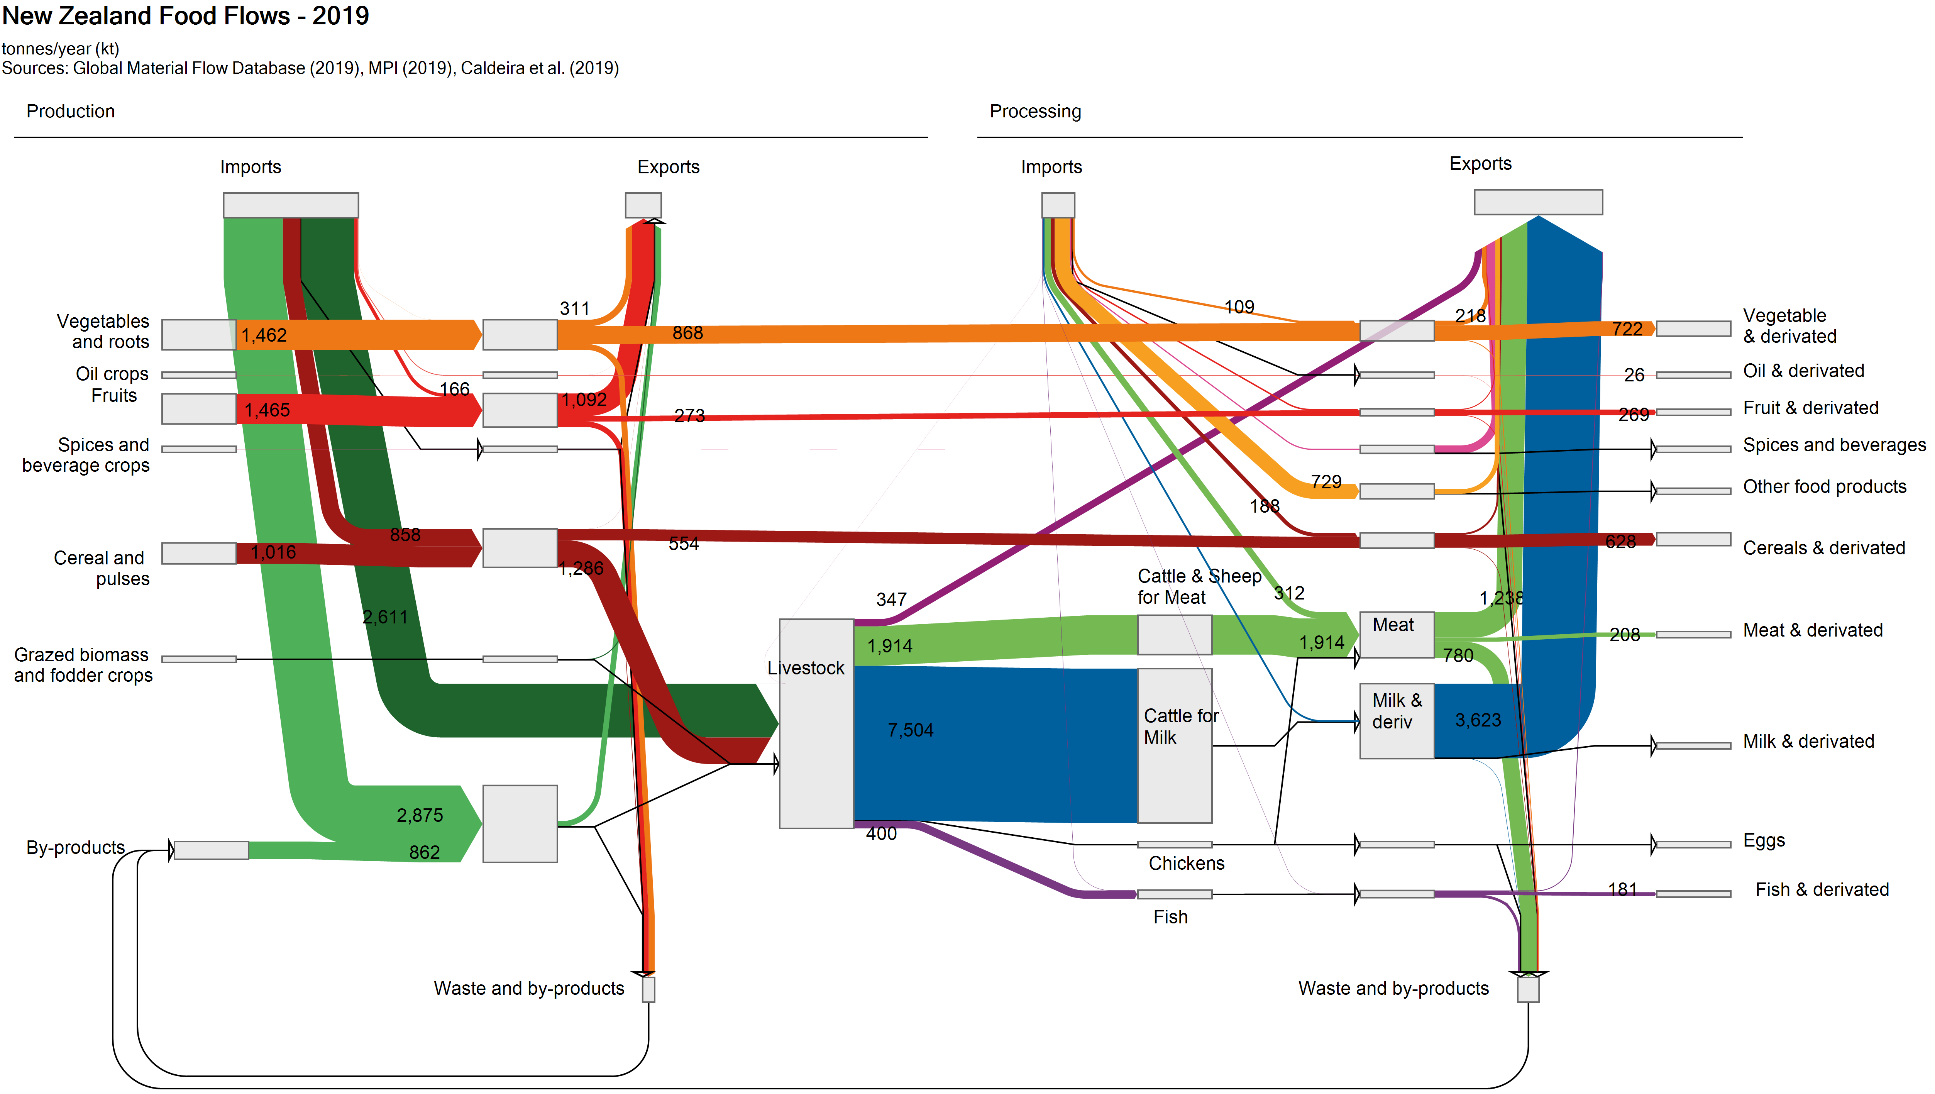 New Zealand Food Flows - 2019
tonnes/year (kt)
Sources: Global Material Flow Database (2019), MPI (2019), Caldeira et al. (2019)
Production
Processing
Imports
Exports
Imports
Exports
Vegetables
and roots
1,462
311
868
109
218
722
Vegetable
& derivated
Oil crops
26
Oil & derivated
Fruits
1,465
166
1,092
273
269
Fruit & derivated
Spices and
beverage crops
Spices and beverages
729
Other food products
188
Cereal and
pulses
1,016
858
554
1,286
628
Cereals & derivated
2,611
Cattle & Sheep
for Meat
347
312
1,238
Grazed biomass
and fodder crops
Livestock
1,914
1,914
Meat
780
208
Meat & derivated
7,504
Cattle for
Milk
Milk &
deriv
3,623
Milk & derivated
By-products
2,875
862
400
Chickens
Eggs
Fish
181
Fish & derivated
Waste and by-products
Waste and by-products